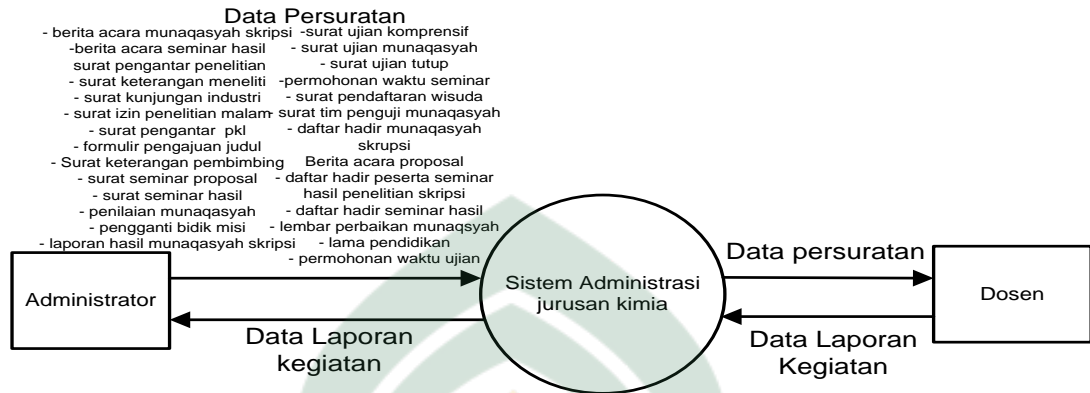 Data Persuratan
- berita acara munaqasyah skripsi
-berita acara seminar hasil
surat pengantar penelitian
- surat keterangan meneliti
- surat kunjungan industri
- surat izin penelitian malam
- surat pengantar pkl
- formulir pengajuan judul
- Surat keterangan pembimbing
- surat seminar proposal
- surat seminar hasil
- penilaian munaqasyah
- pengganti bidik misi
- laporan hasil munaqasyah skripsi
-surat ujian komprensif
- surat ujian munaqasyah
- surat ujian tutup
-permohonan waktu seminar
- surat pendaftaran wisuda
- surat tim penguji munaqasyah
- daftar hadir munaqasyah
skrupsi
Berita acara proposal
- daftar hadir peserta seminar
hasil penelitian skripsi
- daftar hadir seminar hasil
- lembar perbaikan munaqsyah
- lama pendidikan
- permohonan waktu ujian
Administrator
Data Laporan
kegiatan
Sistem Administrasi
jurusan kimia
Data persuratan
Data Laporan
Kegiatan
Dosen